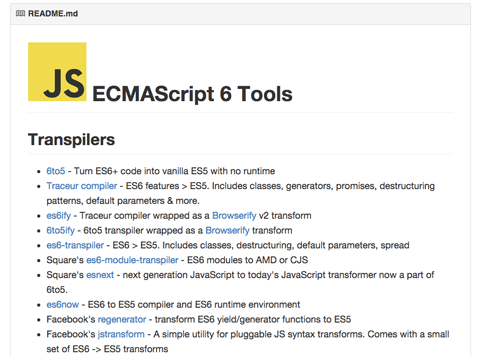 README.md
JS ECMAScript 6 Tools
Transpilers
• 6to5 - Turn ES6+ code into vanilla ES5 with no runtime
• Traceur compiler - ES6 features > ES5. Includes classes, generators, promises, destructuring
patterns, default parameters & more.
• es6ify - Traceur compiler wrapped as a Browserify v2 transform
• 6to5ify - 6to5 transpiler wrapped as a Browserify transform
• es6-transpiler - ES6 > ES5. Includes classes, destructuring, default parameters, spread
• Square's es6-module-transpiler - ES6 modules to AMD or CJS
• Square's esnext - next generation JavaScript to today's JavaScript transformer now a part of
6to5.
• es6now - ES6 to ES5 compiler and ES6 runtime environment
• Facebook's regenerator - transform ES6 yield/generator functions to ES5
• Facebook's jstransform - A simple utility for pluggable JS syntax transforms. Comes with a small
set of ES6 -> ES5 transforms